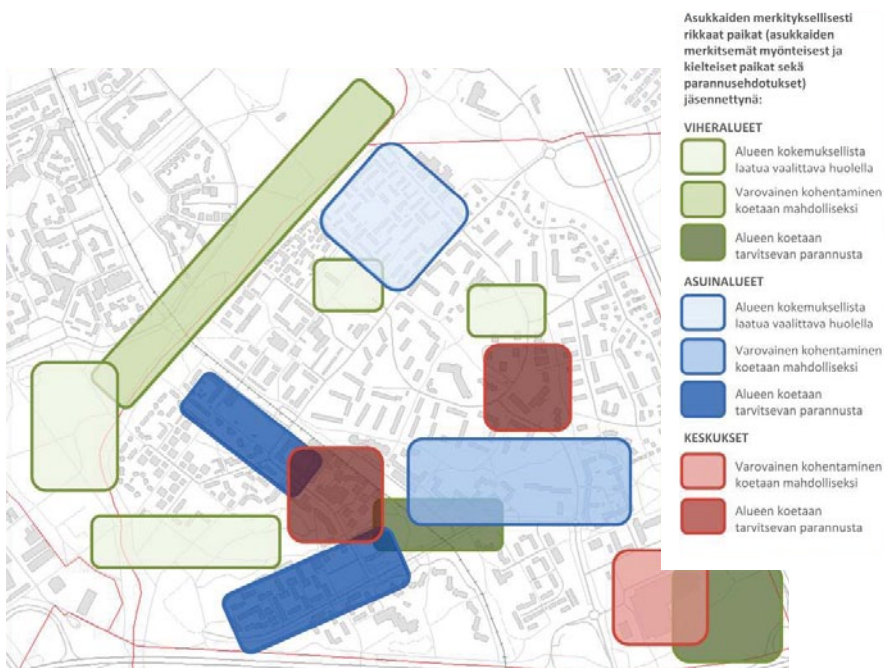 Asukkaiden merkityksellisesti
rikkaat paikat (asukkaiden
merkitsemät myönteisest ja
kielteiset paikat sekä
parannusehdotukset)
jäsennettynä:
VIHERALUEET
Alueen kokemuksellista
laatua vaalittava huolella
Varovainen kohentaminen
koetaan mahdolliseksi
Alueen koetaan
tarvitsevan parannusta
ASUINALUEET
Alueen kokemuksellista
laatua vaalittava huolella
Varovainen kohentaminen
koetaan mahdolliseksi
Alueen koetaan
tarvitsevan parannusta
KESKUKSET
Varovainen kohentaminen
koetaan mahdolliseksi
Alueen koetaan
tarvitsevan parannusta